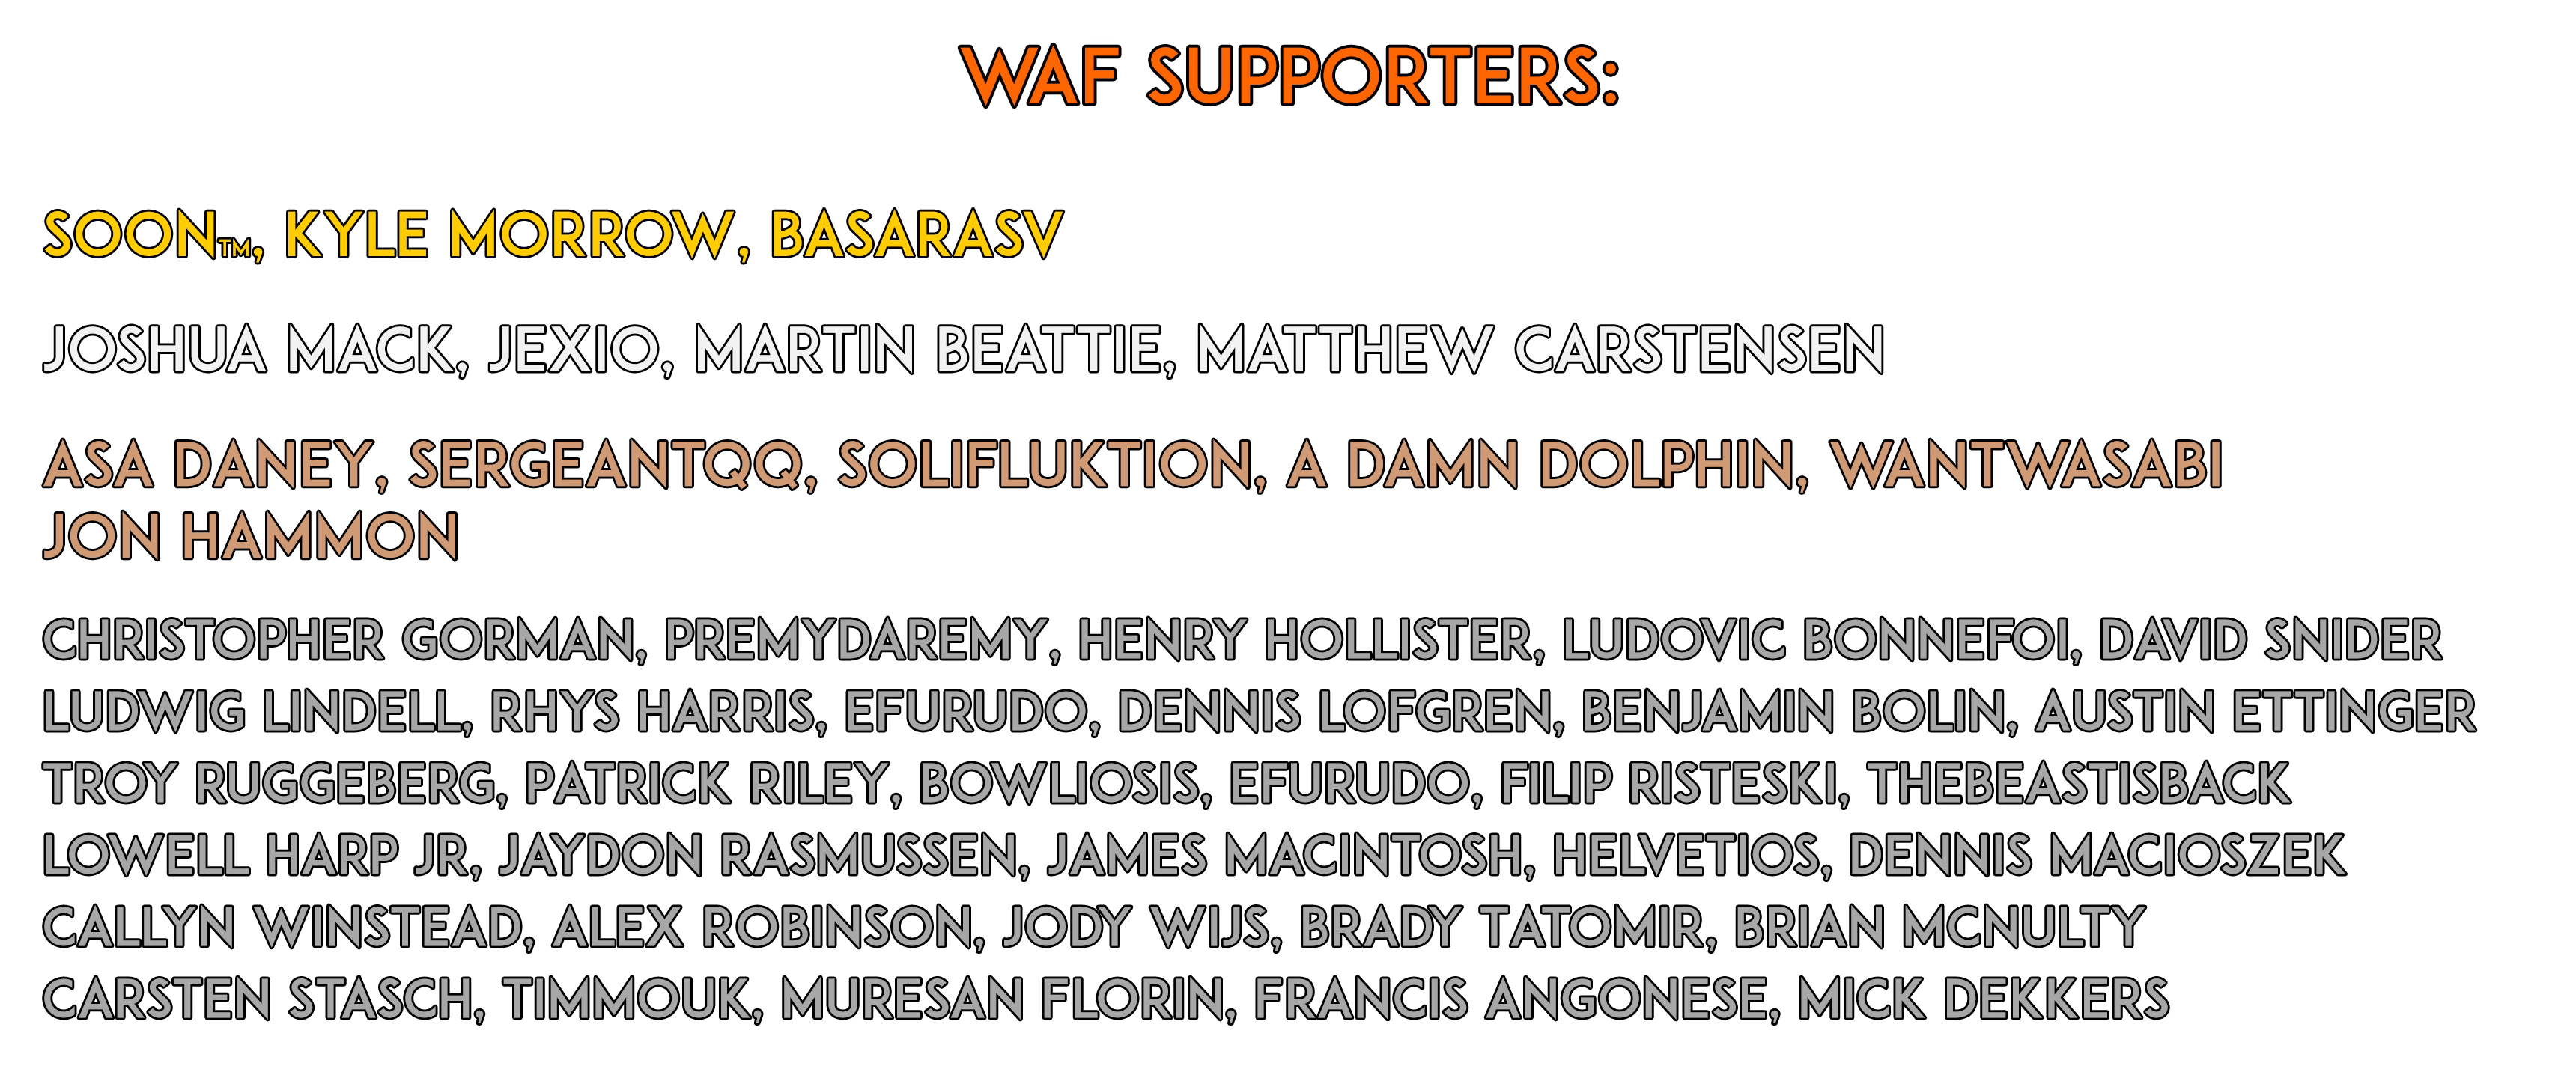 WAF SUPPORTERS:
SOON™, KYLE MORROW, BASARASV
JOSHUA MACK, JEXIO, MARTIN BEATTIE, MATTHEW CARSTENSEN
ASA DANEY, SERGEANTQQ, SOLIFLUKTION, A DAMN DOLPHIN, WANTWASABI
JON HAMMON
CHRISTOPHER GORMAN, PREMYDAREMY, HENRY HOLLISTER, LUDOVIC BONNEFOI, DAVID SNIDER
LUDWIG LINDELL, RHYS HARRIS, EFURUDO, DENNIS LOFGREN, BENJAMIN BOLIN, AUSTIN ETTINGER
TROY RUGGEBERG, PATRICK RILEY, BOWLIOSIS, EFURUDO, FILIP RISTESKI, THEBEASTISBACK
LOWELL HARP JR, JAYDON RASMUSSEN, JAMES MACINTOSH, HELVETIOS, DENNIS MACIOSZEK
CALLYN WINSTEAD, ALEX ROBINSON, JODY WIJS, BRADY TATOMIR, BRIAN MCNULTY
CARSTEN STASCH, TIMMOUK, MURESAN FLORIN, FRANCIS ANGONESE, MICK DEKKERS